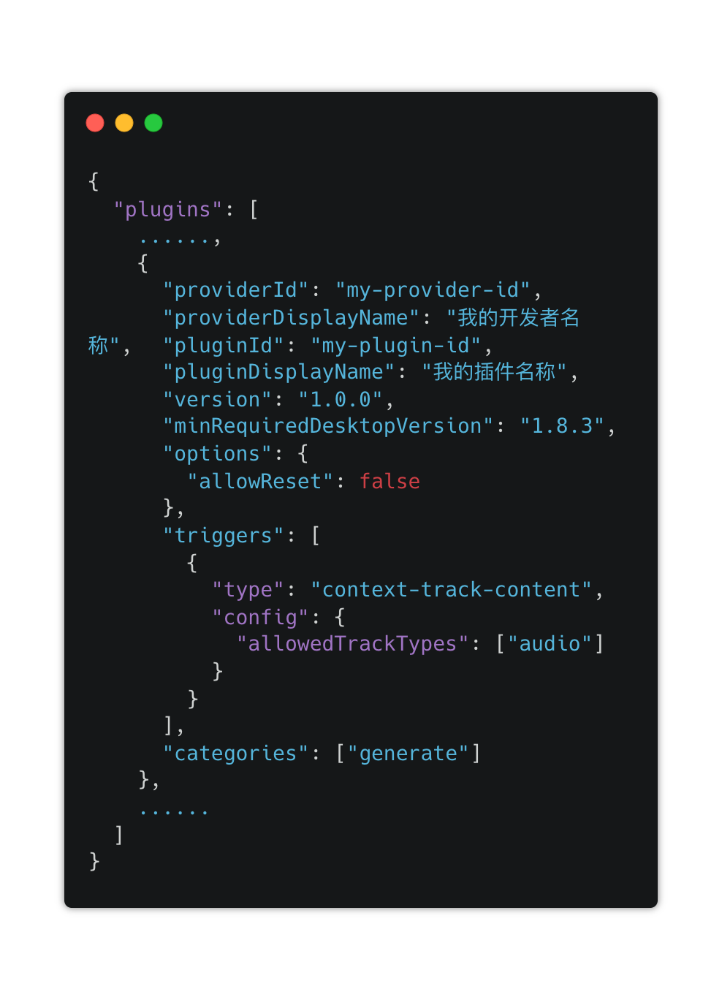 {
  "plugins": [
    ......,
    {
      "providerId": "my-provider-id",
      "providerDisplayName": "我的开发者名
称",  "pluginId": "my-plugin-id",
      "pluginDisplayName": "我的插件名称",
      "version": "1.0.0",
      "minRequiredDesktopVersion": "1.8.3",
      "options": {
        "allowReset": false
      },
      "triggers": [
        {
          "type": "context-track-content",
          "config": {
            "allowedTrackTypes": ["audio"]
          }
        }
      ],
      "categories": ["generate"]
    },
    ......
  ]
}